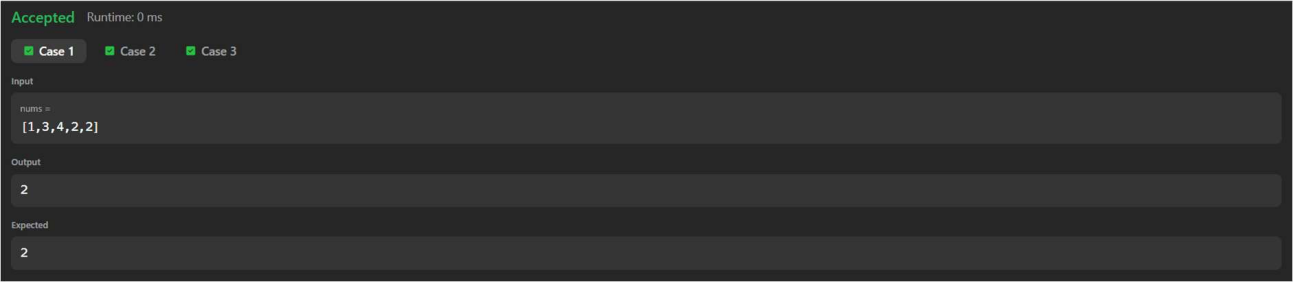 Accepted Runtime: 0 ms
Case 1 Case 2 Case 3
Input
nums =
[1,3,4,2,2]
Output
2
Expected
2